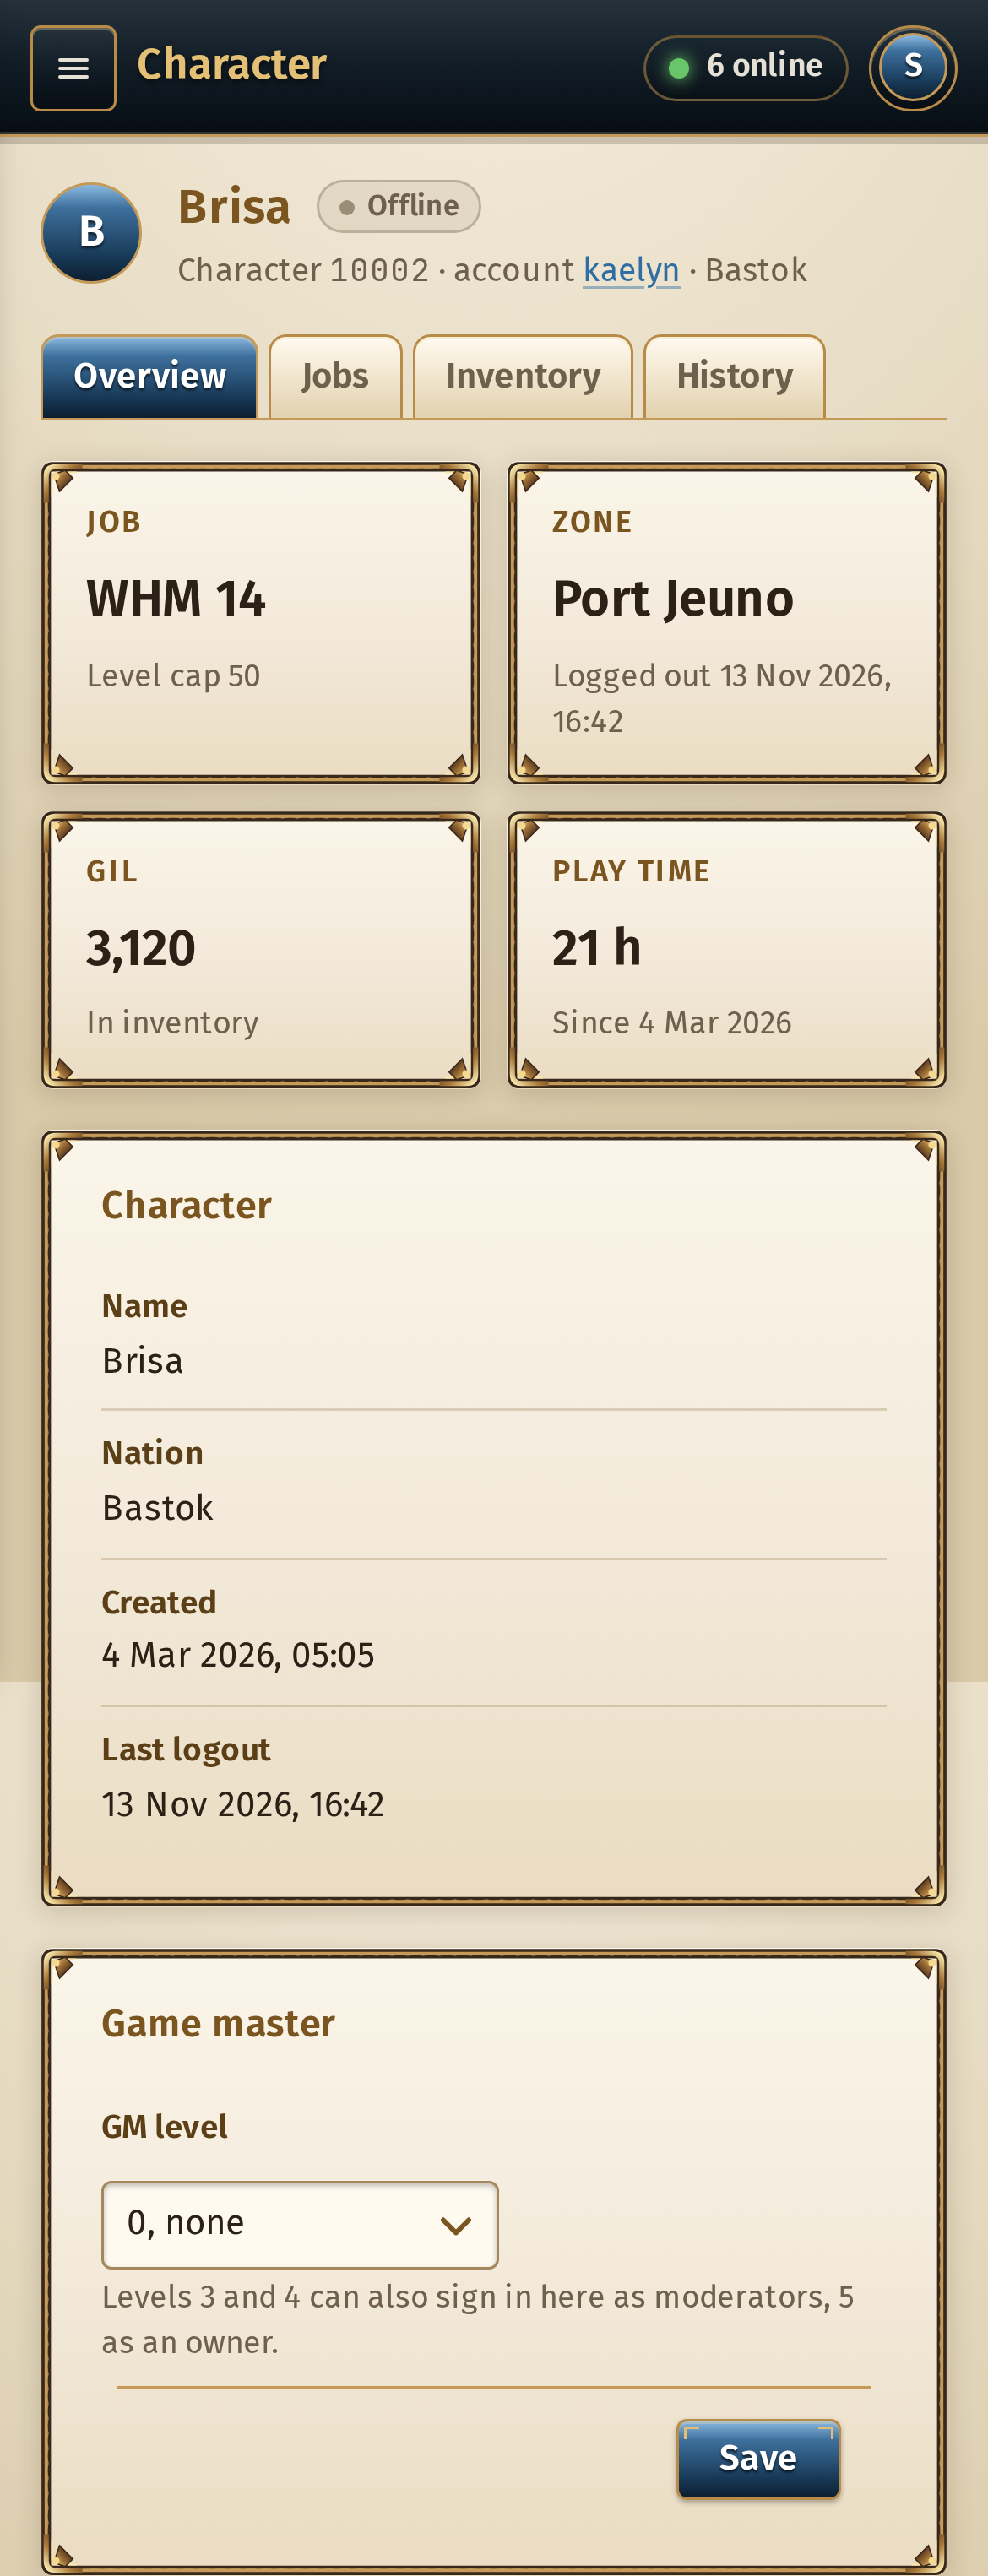 Character
6 online
S
B
Brisa
Offline
Character 10002 · account kaelyn · Bastok
Overview
Jobs
Inventory
History
JOB
WHM 14
Level cap 50
ZONE
Port Jeuno
Logged out 13 Nov 2026,
16:42
GIL
3,120
In inventory
PLAY TIME
21 h
Since 4 Mar 2026
Character
Name
Brisa
Nation
Bastok
Created
4 Mar 2026, 05:05
Last logout
13 Nov 2026, 16:42
Game master
GM level
0, none
Levels 3 and 4 can also sign in here as moderators, 5
as an owner.
Save